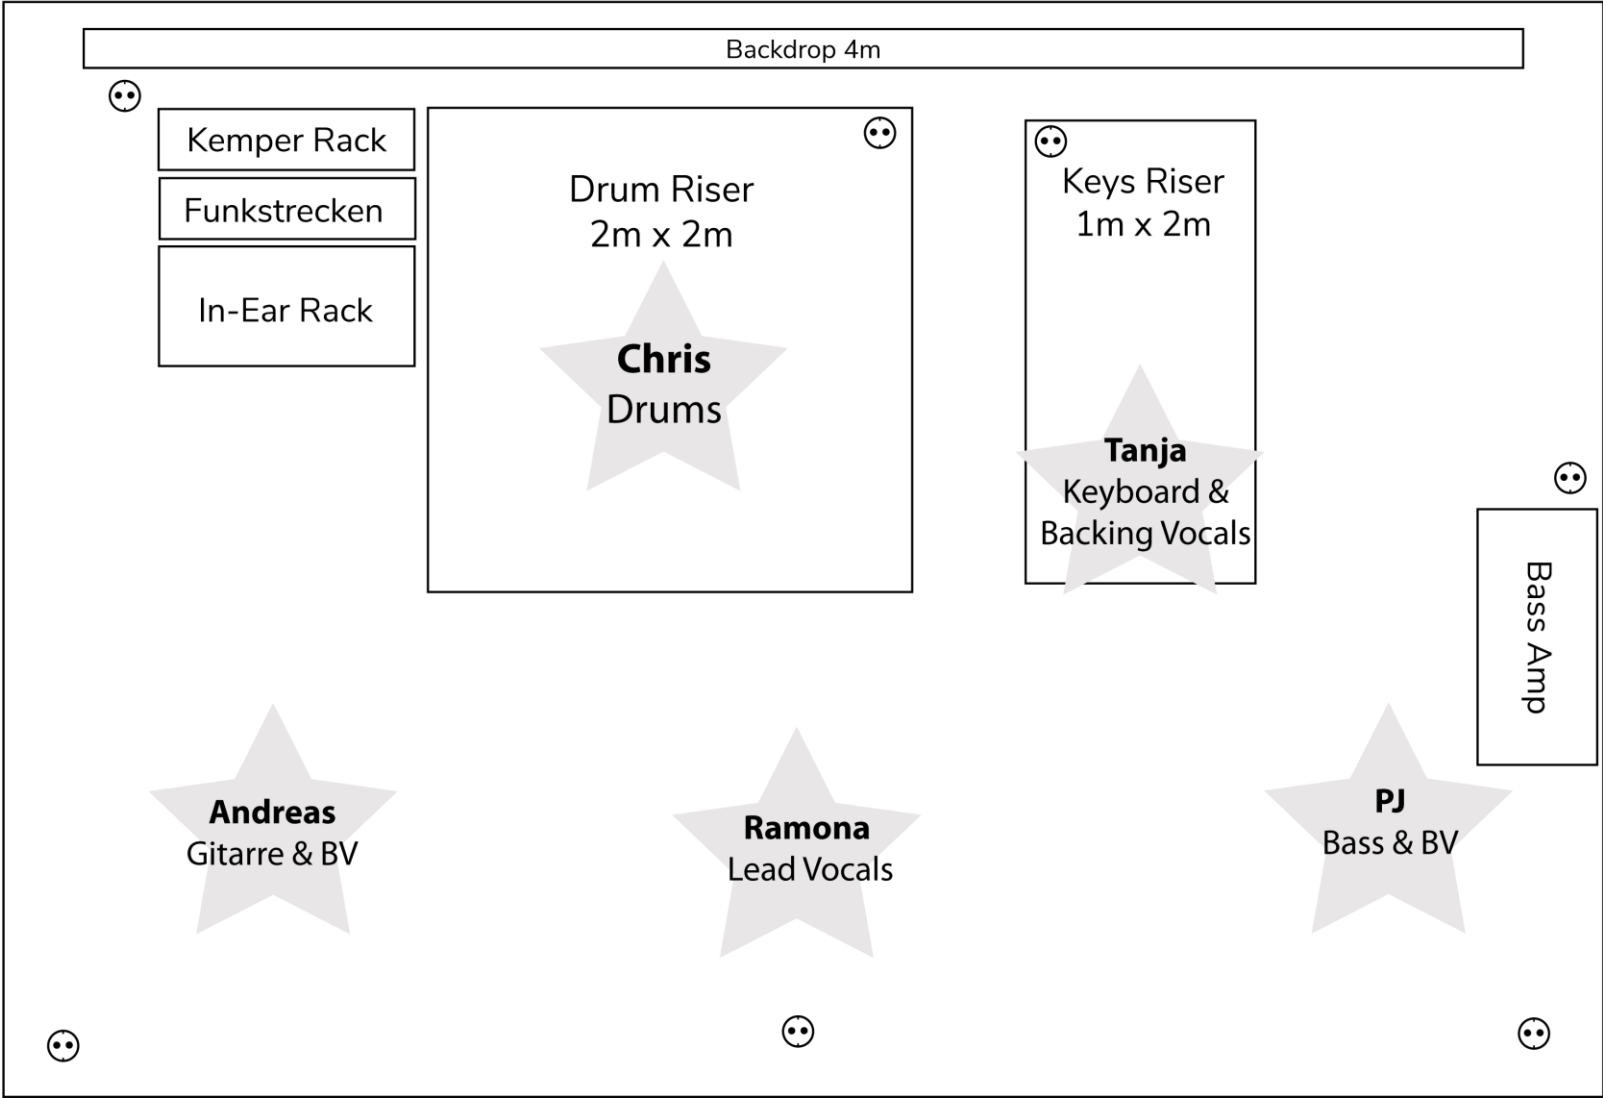 Backdrop 4m
Kemper Rack
Funkstrecken
In-Ear Rack
Drum Riser
2m x 2m
Chris
Drums
Keys Riser
1m x 2m
Tanja
Keyboard &
Backing Vocals
Bass Amp
Andreas
Gitarre & BV
Ramona
Lead Vocals
PJ
Bass & BV